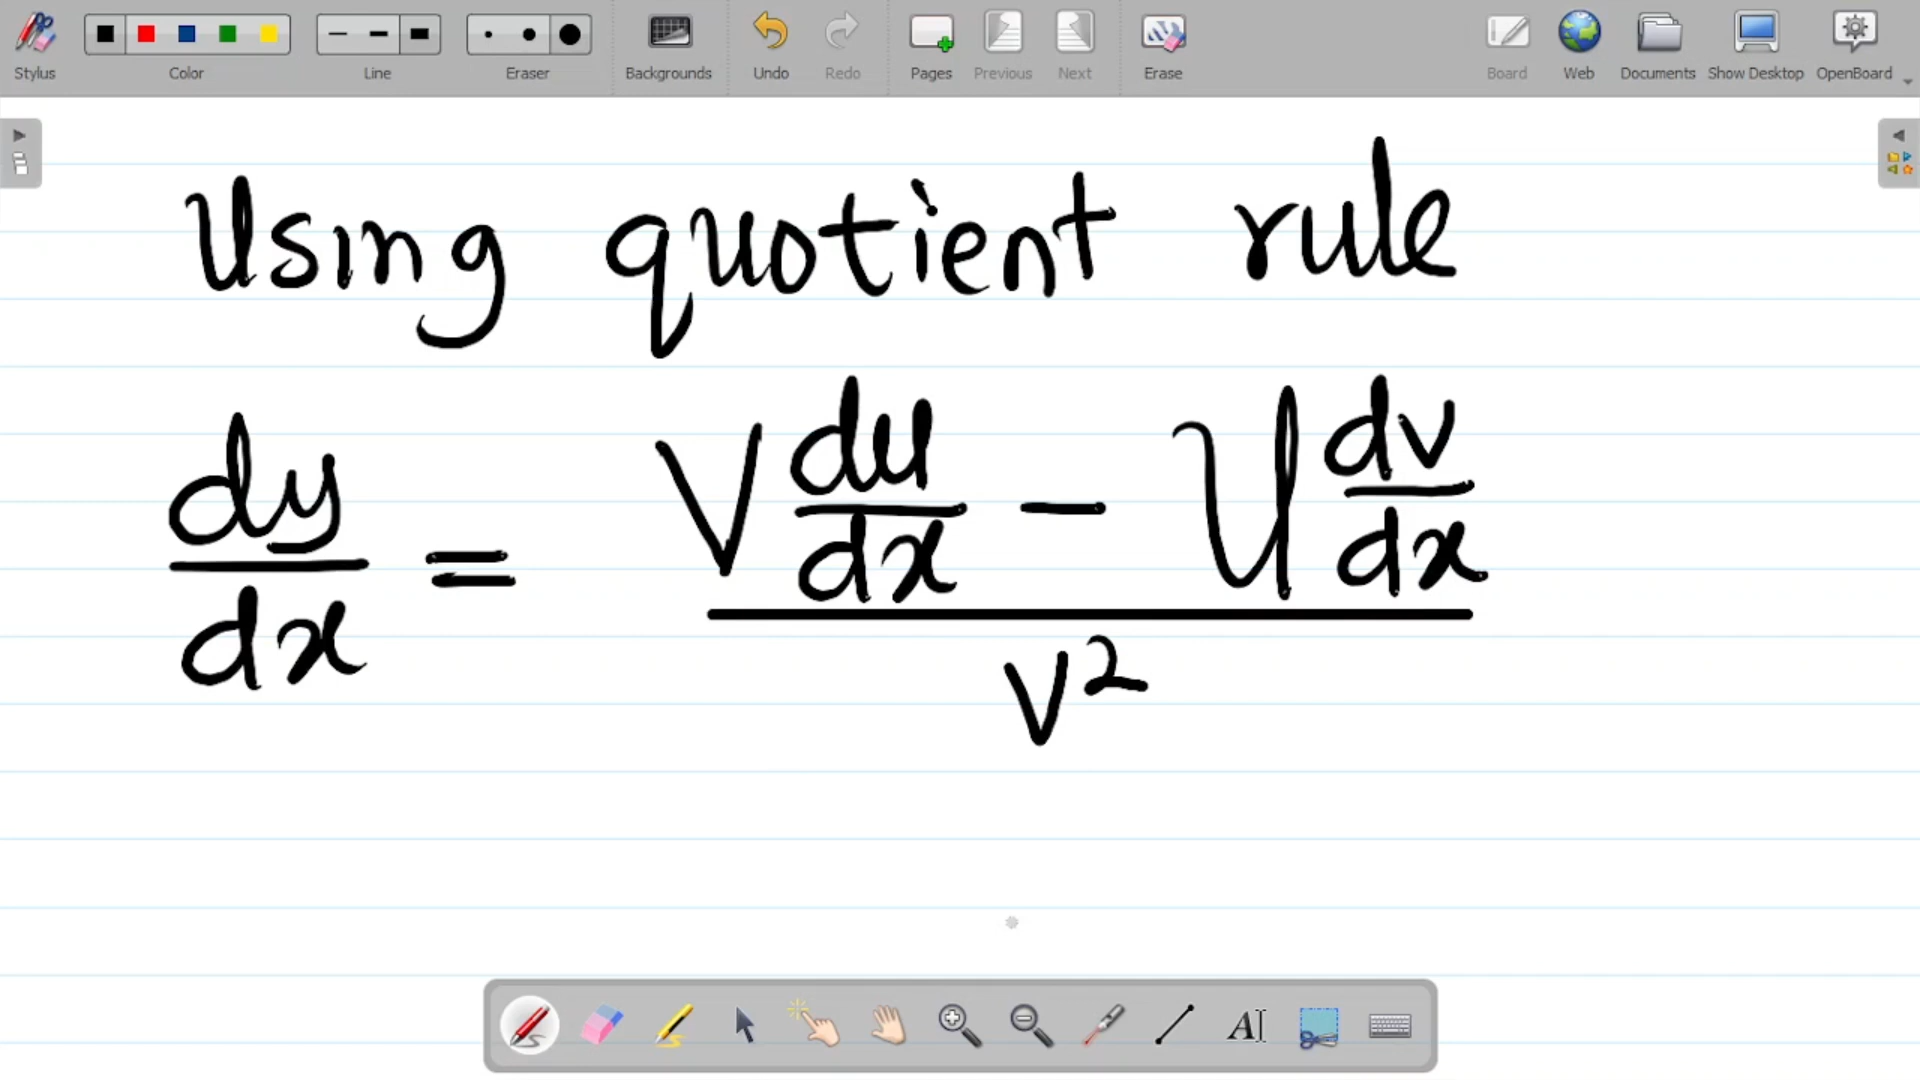 Stylus Color Line Eraser Backgrounds Undo Redo Pages Previous Next Erase Board Web Documents Show Desktop OpenBoard
Using quotient rule
dy/dx = V du/dx - U dv/dx / V²